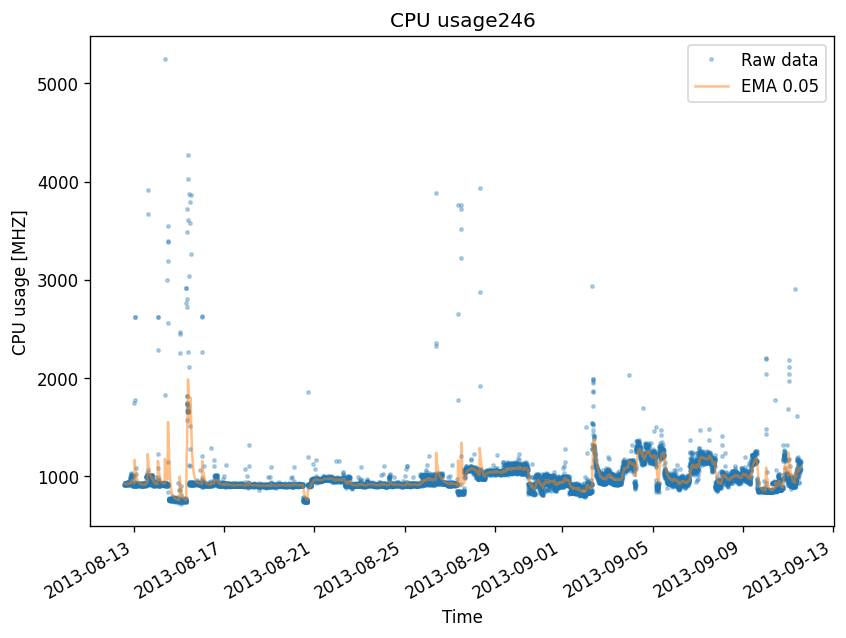 CPU usage246
Raw data
EMA 0.05
5000
4000
3000
2000
1000
CPU usage [MHZ]
2013-08-13
2013-08-17
2013-08-21
2013-08-25
2013-08-29
2013-09-01
2013-09-05
2013-09-09
2013-09-13
Time